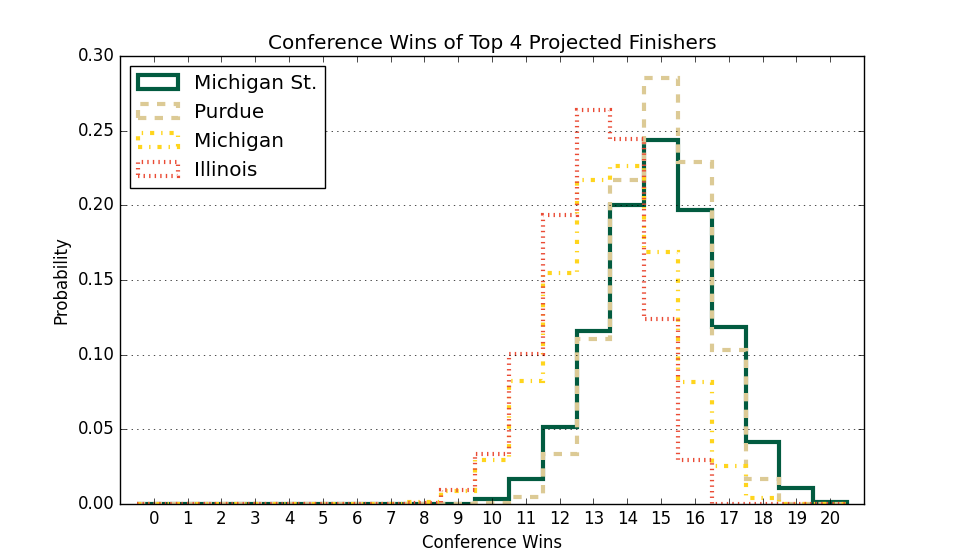 Conference Wins of Top 4 Projected Finishers
Michigan St.
Purdue
Michigan
Illinois
Probability
0.30
0.25
0.20
0.15
0.10
0.05
0.00
0 1 2 3 4 5 6 7 8 9 10 11 12 13 14 15 16 17 18 19 20
Conference Wins